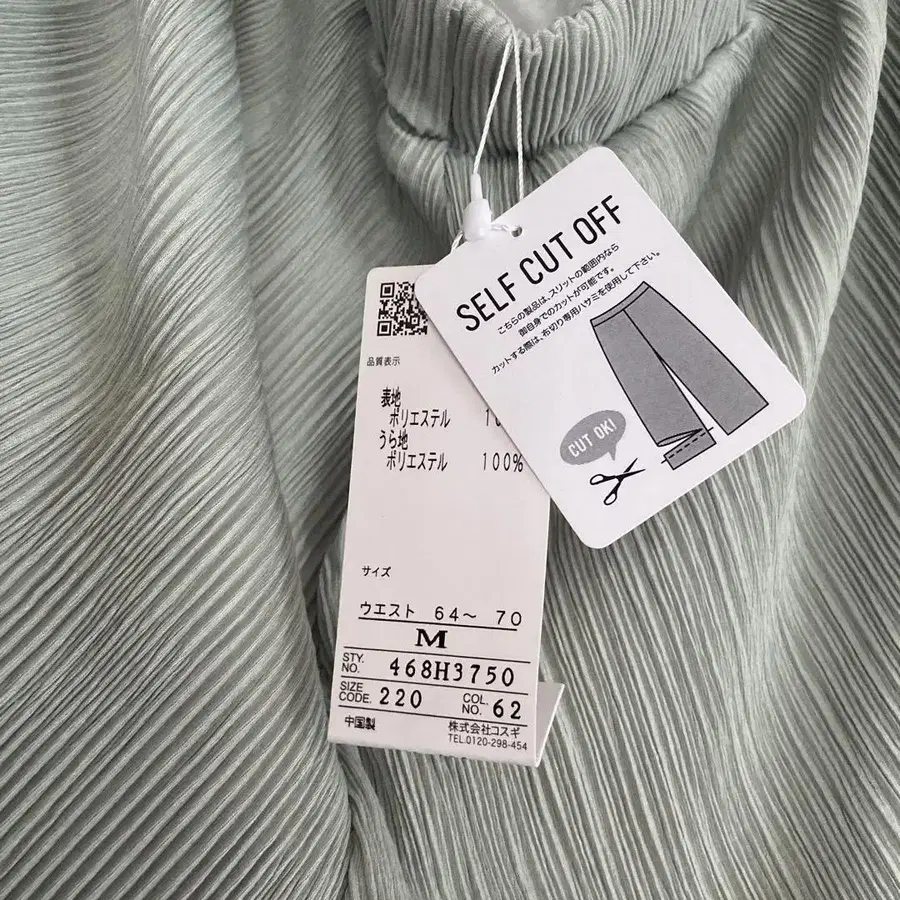 SELF CUT OFF
こちらの製品は、スリットの範囲内なら
御自身でのカットが可能です。
カットする際は、布切り専用ハサミを使用して下さい。
CUT OK!
品質表示
表地
ポリエステル
うら地
ポリエステル 100%
サイズ
ウエスト 64～ 70
M
STY. NO. 468H3750
SIZE CODE. 220 COL. NO. 62
中国製 株式会社コスギ
TEL.0120-298-454